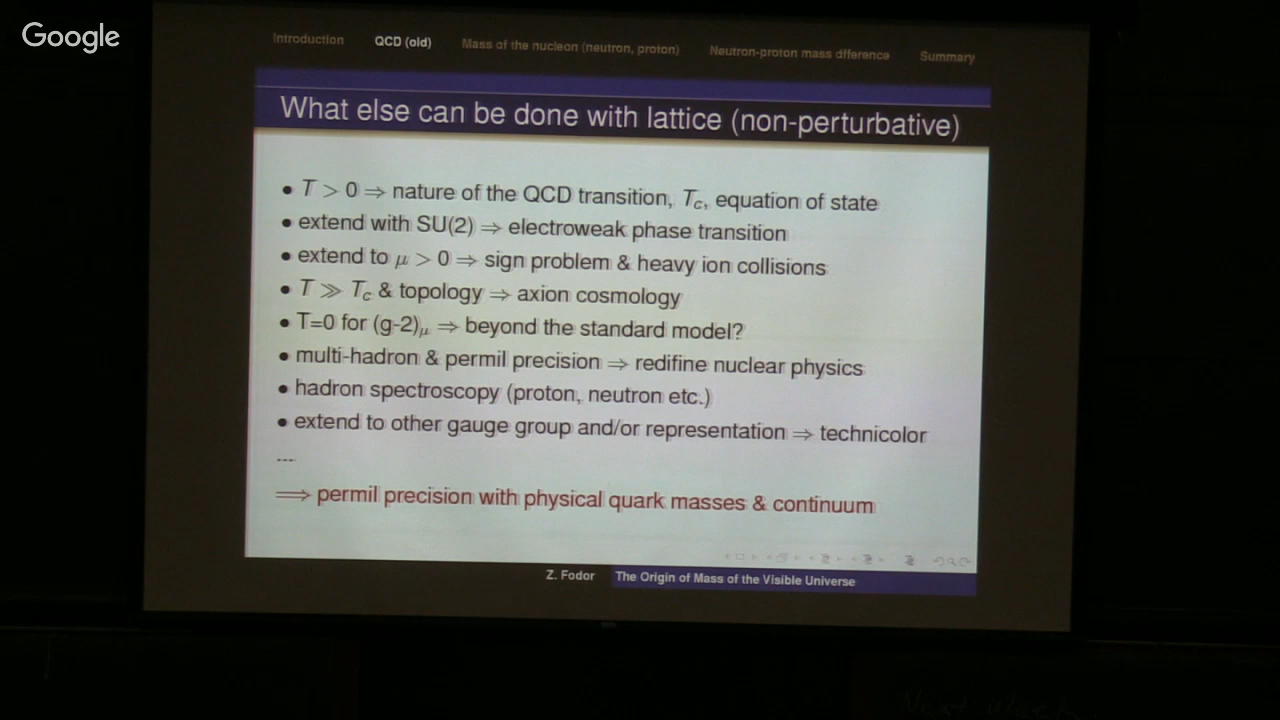 Google
Introduction QCD (old) Mass of the nucleon (neutron, proton) Neutron-proton mass difference Summary
What else can be done with lattice (non-perturbative)
• T > 0 ⇒ nature of the QCD transition, T_c, equation of state
• extend with SU(2) ⇒ electroweak phase transition
• extend to μ > 0 ⇒ sign problem & heavy ion collisions
• T ≫ T_c & topology ⇒ axion cosmology
• T=0 for (g-2)_μ ⇒ beyond the standard model?
• multi-hadron & permil precision ⇒ redifine nuclear physics
• hadron spectroscopy (proton, neutron etc.)
• extend to other gauge group and/or representation ⇒ technicolor
....
⟹ permil precision with physical quark masses & continuum
Z. Fodor The Origin of Mass of the Visible Universe